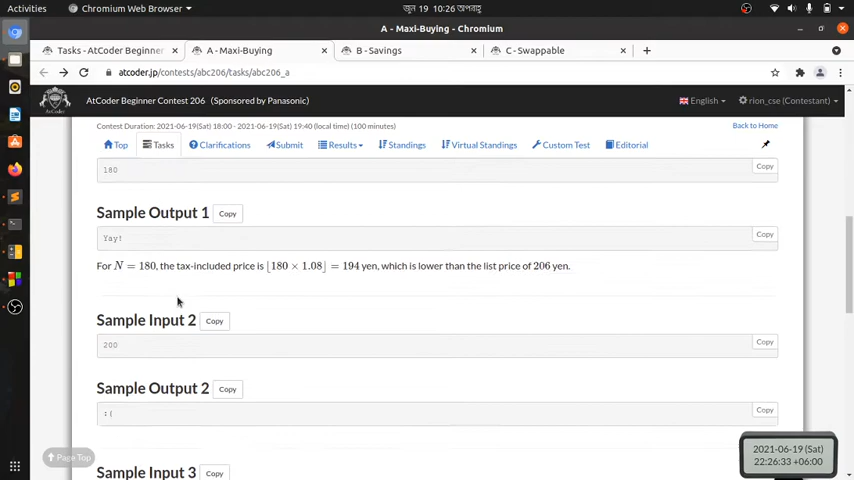 Activities
Chromium Web Browser
জুন 19 10:26 অপরাহ্ণ
A - Maxi-Buying - Chromium
Tasks - AtCoder Beginner
A - Maxi-Buying
B - Savings
C - Swappable
atcoder.jp/contests/abc206/tasks/abc206_a
AtCoder Beginner Contest 206 (Sponsored by Panasonic)
English
rion_cse (Contestant)
Contest Duration: 2021-06-19(Sat) 18:00 - 2021-06-19(Sat) 19:40 (local time) (100 minutes)
Back to Home
Top
Tasks
Clarifications
Submit
Results
Standings
Virtual Standings
Custom Test
Editorial
180
Copy
Sample Output 1
Copy
Yay!
Copy
For N = 180, the tax-included price is ⌊180 × 1.08⌋ = 194 yen, which is lower than the list price of 206 yen.
Sample Input 2
Copy
200
Copy
Sample Output 2
Copy
:(
Copy
Page Top
Sample Input 3
Copy
2021-06-19 (Sat)
22:26:33 +06:00